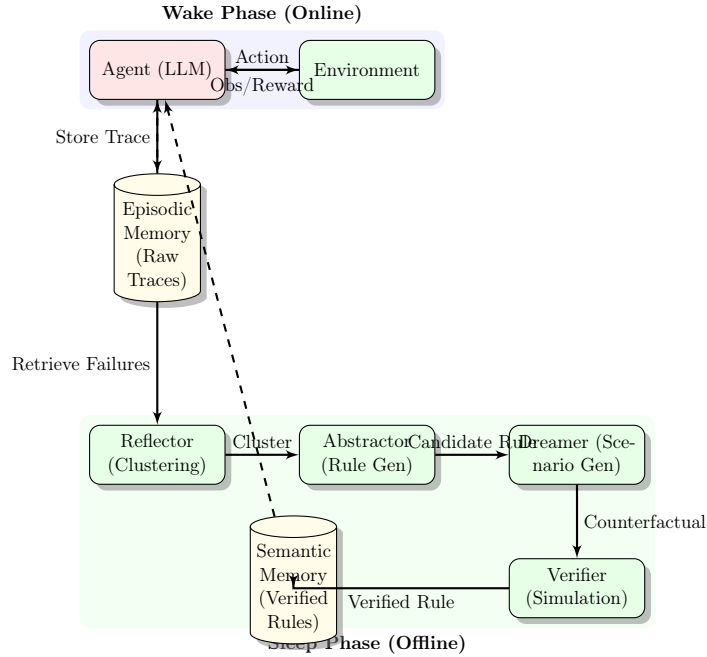 Wake Phase (Online)
Agent (LLM)
Action
Obs/Reward
Environment
Store Trace
Episodic
Memory
(Raw
Traces)
Retrieve Failures
Reflector
(Clustering)
Cluster
Abstractor
(Rule Gen)
Candidate Rule
Dreamer (Sce-
nario Gen)
Counterfactual
Semantic
Memory
(Verified
Rules)
Verified Rule
Verifier
(Simulation)
Sleep Phase (Offline)